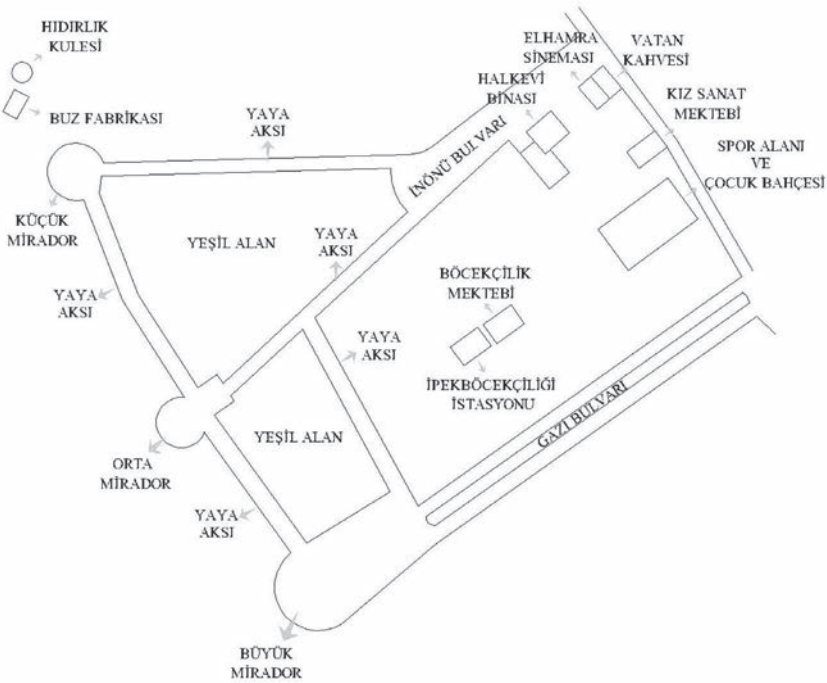 HIDIRLIK
KULESİ
BUZ FABRİKASI
YAYA
AKSI
ELHAMRA
SİNEMASI
VATAN
KAHVESİ
HALKEVİ
BİNASI
KIZ SANAT
MEKTEBİ
SPOR ALANI
VE
ÇOCUK BAHÇESİ
İNÖNÜ BULVARI
KÜÇÜK
MİRADOR
YEŞİL ALAN
YAYA
AKSI
YAYA
AKSI
BÖCEKÇİLİK
MEKTEBİ
YAYA
AKSI
İPEKBÖCEKÇİLİĞİ
İSTASYONU
GAZİ BULVARI
YEŞİL ALAN
ORTA
MİRADOR
YAYA
AKSI
BÜYÜK
MİRADOR